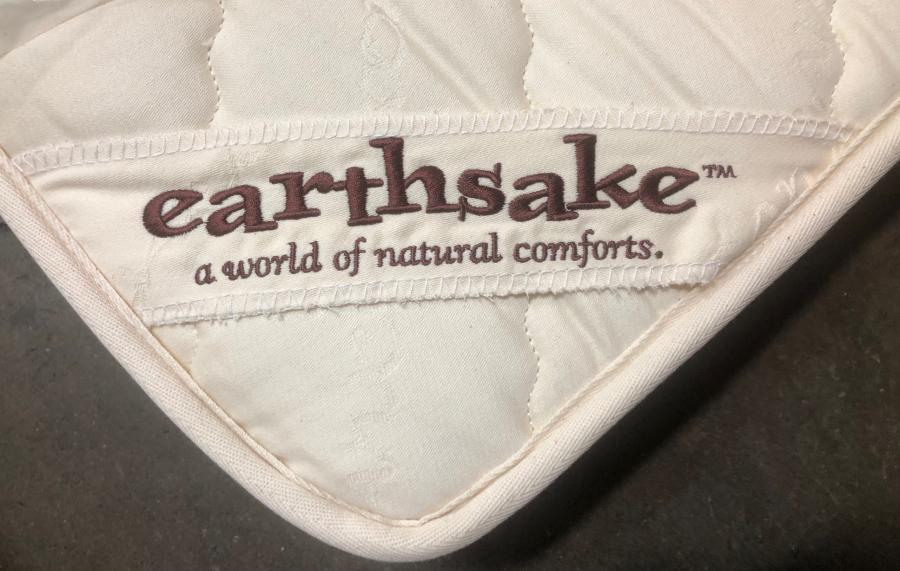 earthsake™
a world of natural comforts.